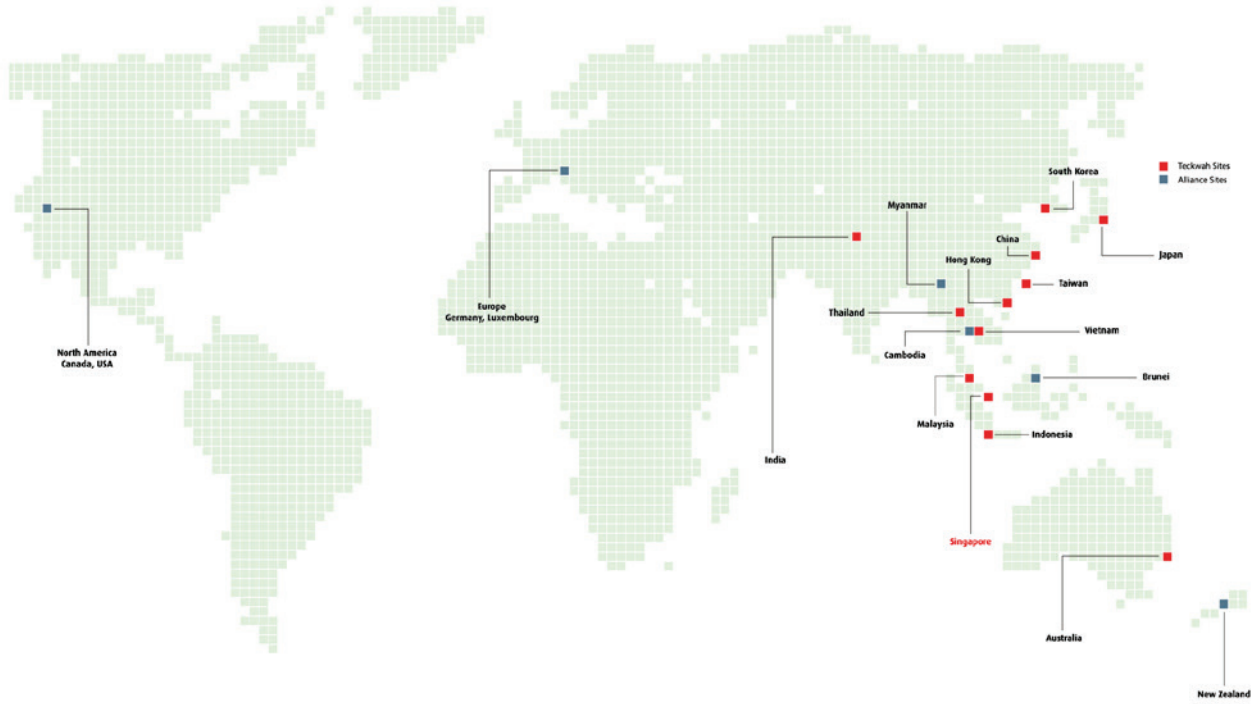 Teckwah Sites
South Korea
Alliance Sites
Myanmar
China
Japan
Hong Kong
Taiwan
Europe
Germany, Luxembourg
Thailand
Vietnam
North America
Canada, USA
Cambodia
Brunei
Malaysia
Indonesia
India
Singapore
Australia
New Zealand